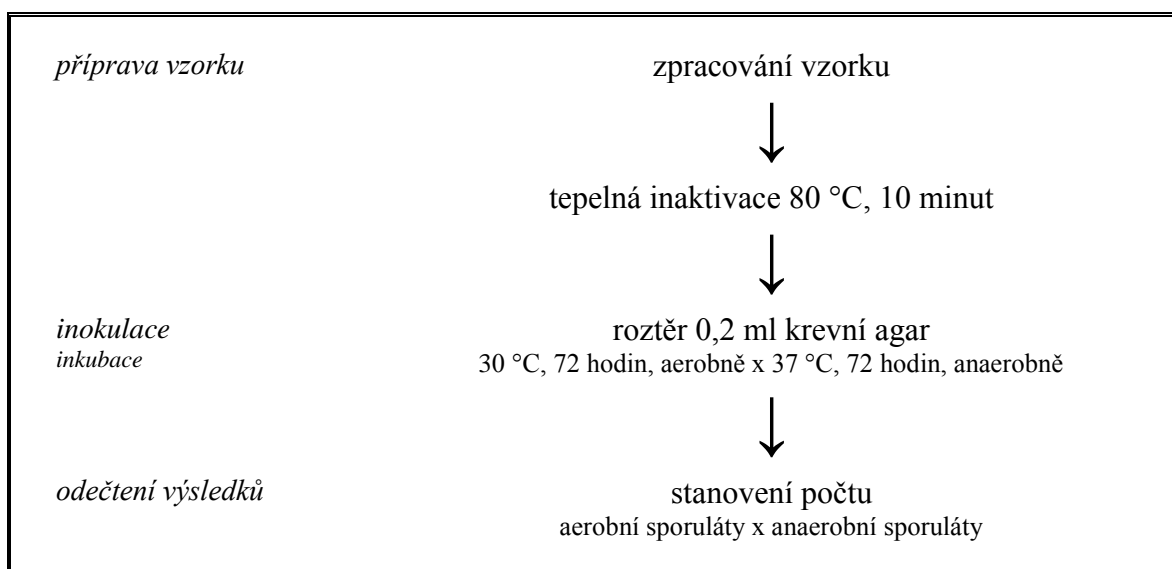 příprava vzorku
zpracování vzorku
tepelná inaktivace 80 °C, 10 minut
inokulace
roztěr 0,2 ml krevní agar
inkubace
30 °C, 72 hodin, aerobně x 37 °C, 72 hodin, anaerobně
odečtení výsledků
stanovení počtu
aerobní sporuláty x anaerobní sporuláty